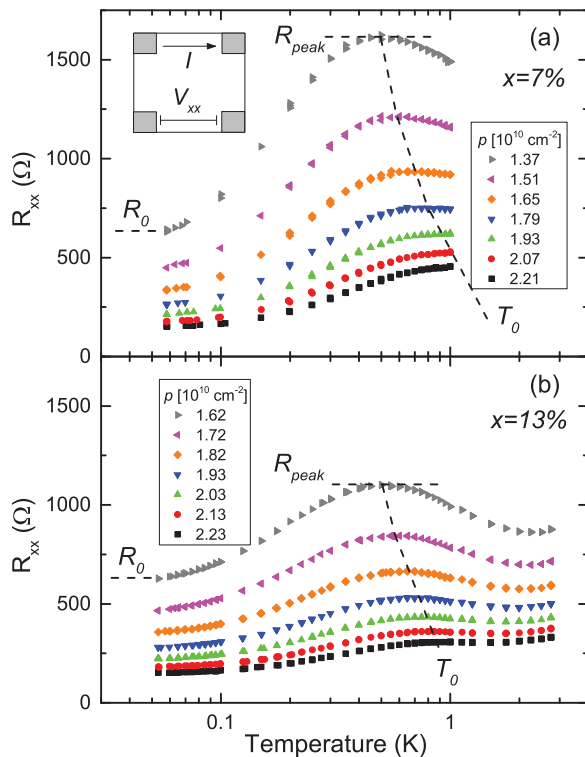 (a)
R_peak
x=7%
I
V_xx
p [10^10 cm^-2]
1.37
1.51
1.65
1.79
1.93
2.07
2.21
R_0
T_0
R_xx (Ω)
1500
1000
500
0
(b)
x=13%
p [10^10 cm^-2]
1.62
1.72
1.82
1.93
2.03
2.13
2.23
R_peak
R_0
T_0
R_xx (Ω)
1500
1000
500
0
0.1
1
Temperature (K)